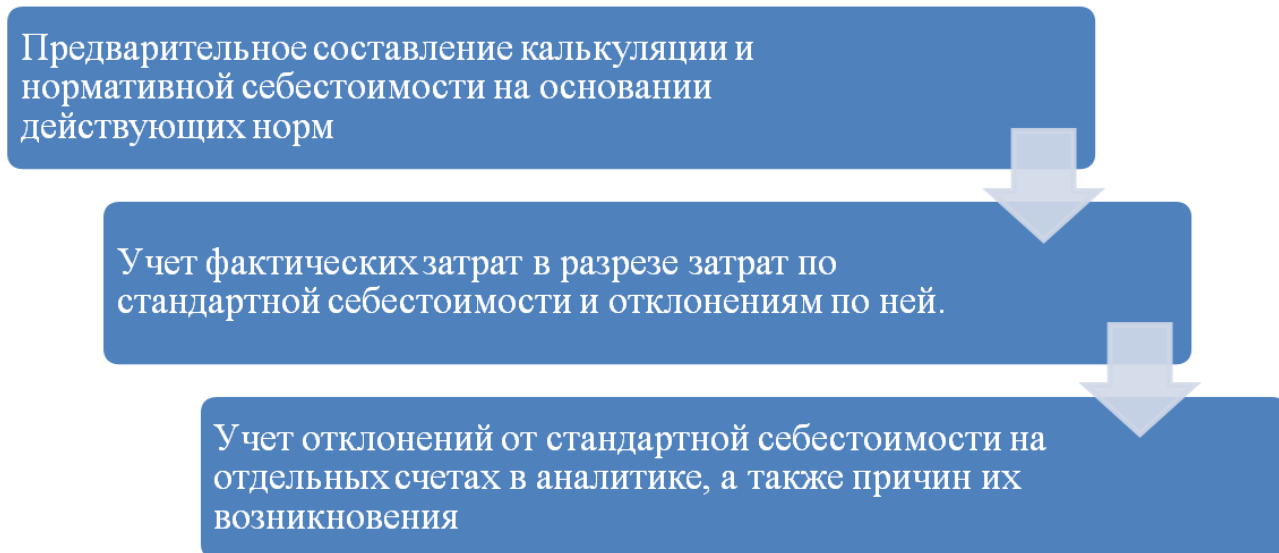 Предварительное составление калькуляции и
нормативной себестоимости на основании
действующих норм
Учет фактических затрат в разрезе затрат по
стандартной себестоимости и отклонениям по ней.
Учет отклонений от стандартной себестоимости на
отдельных счетах в аналитике, а также причин их
возникновения